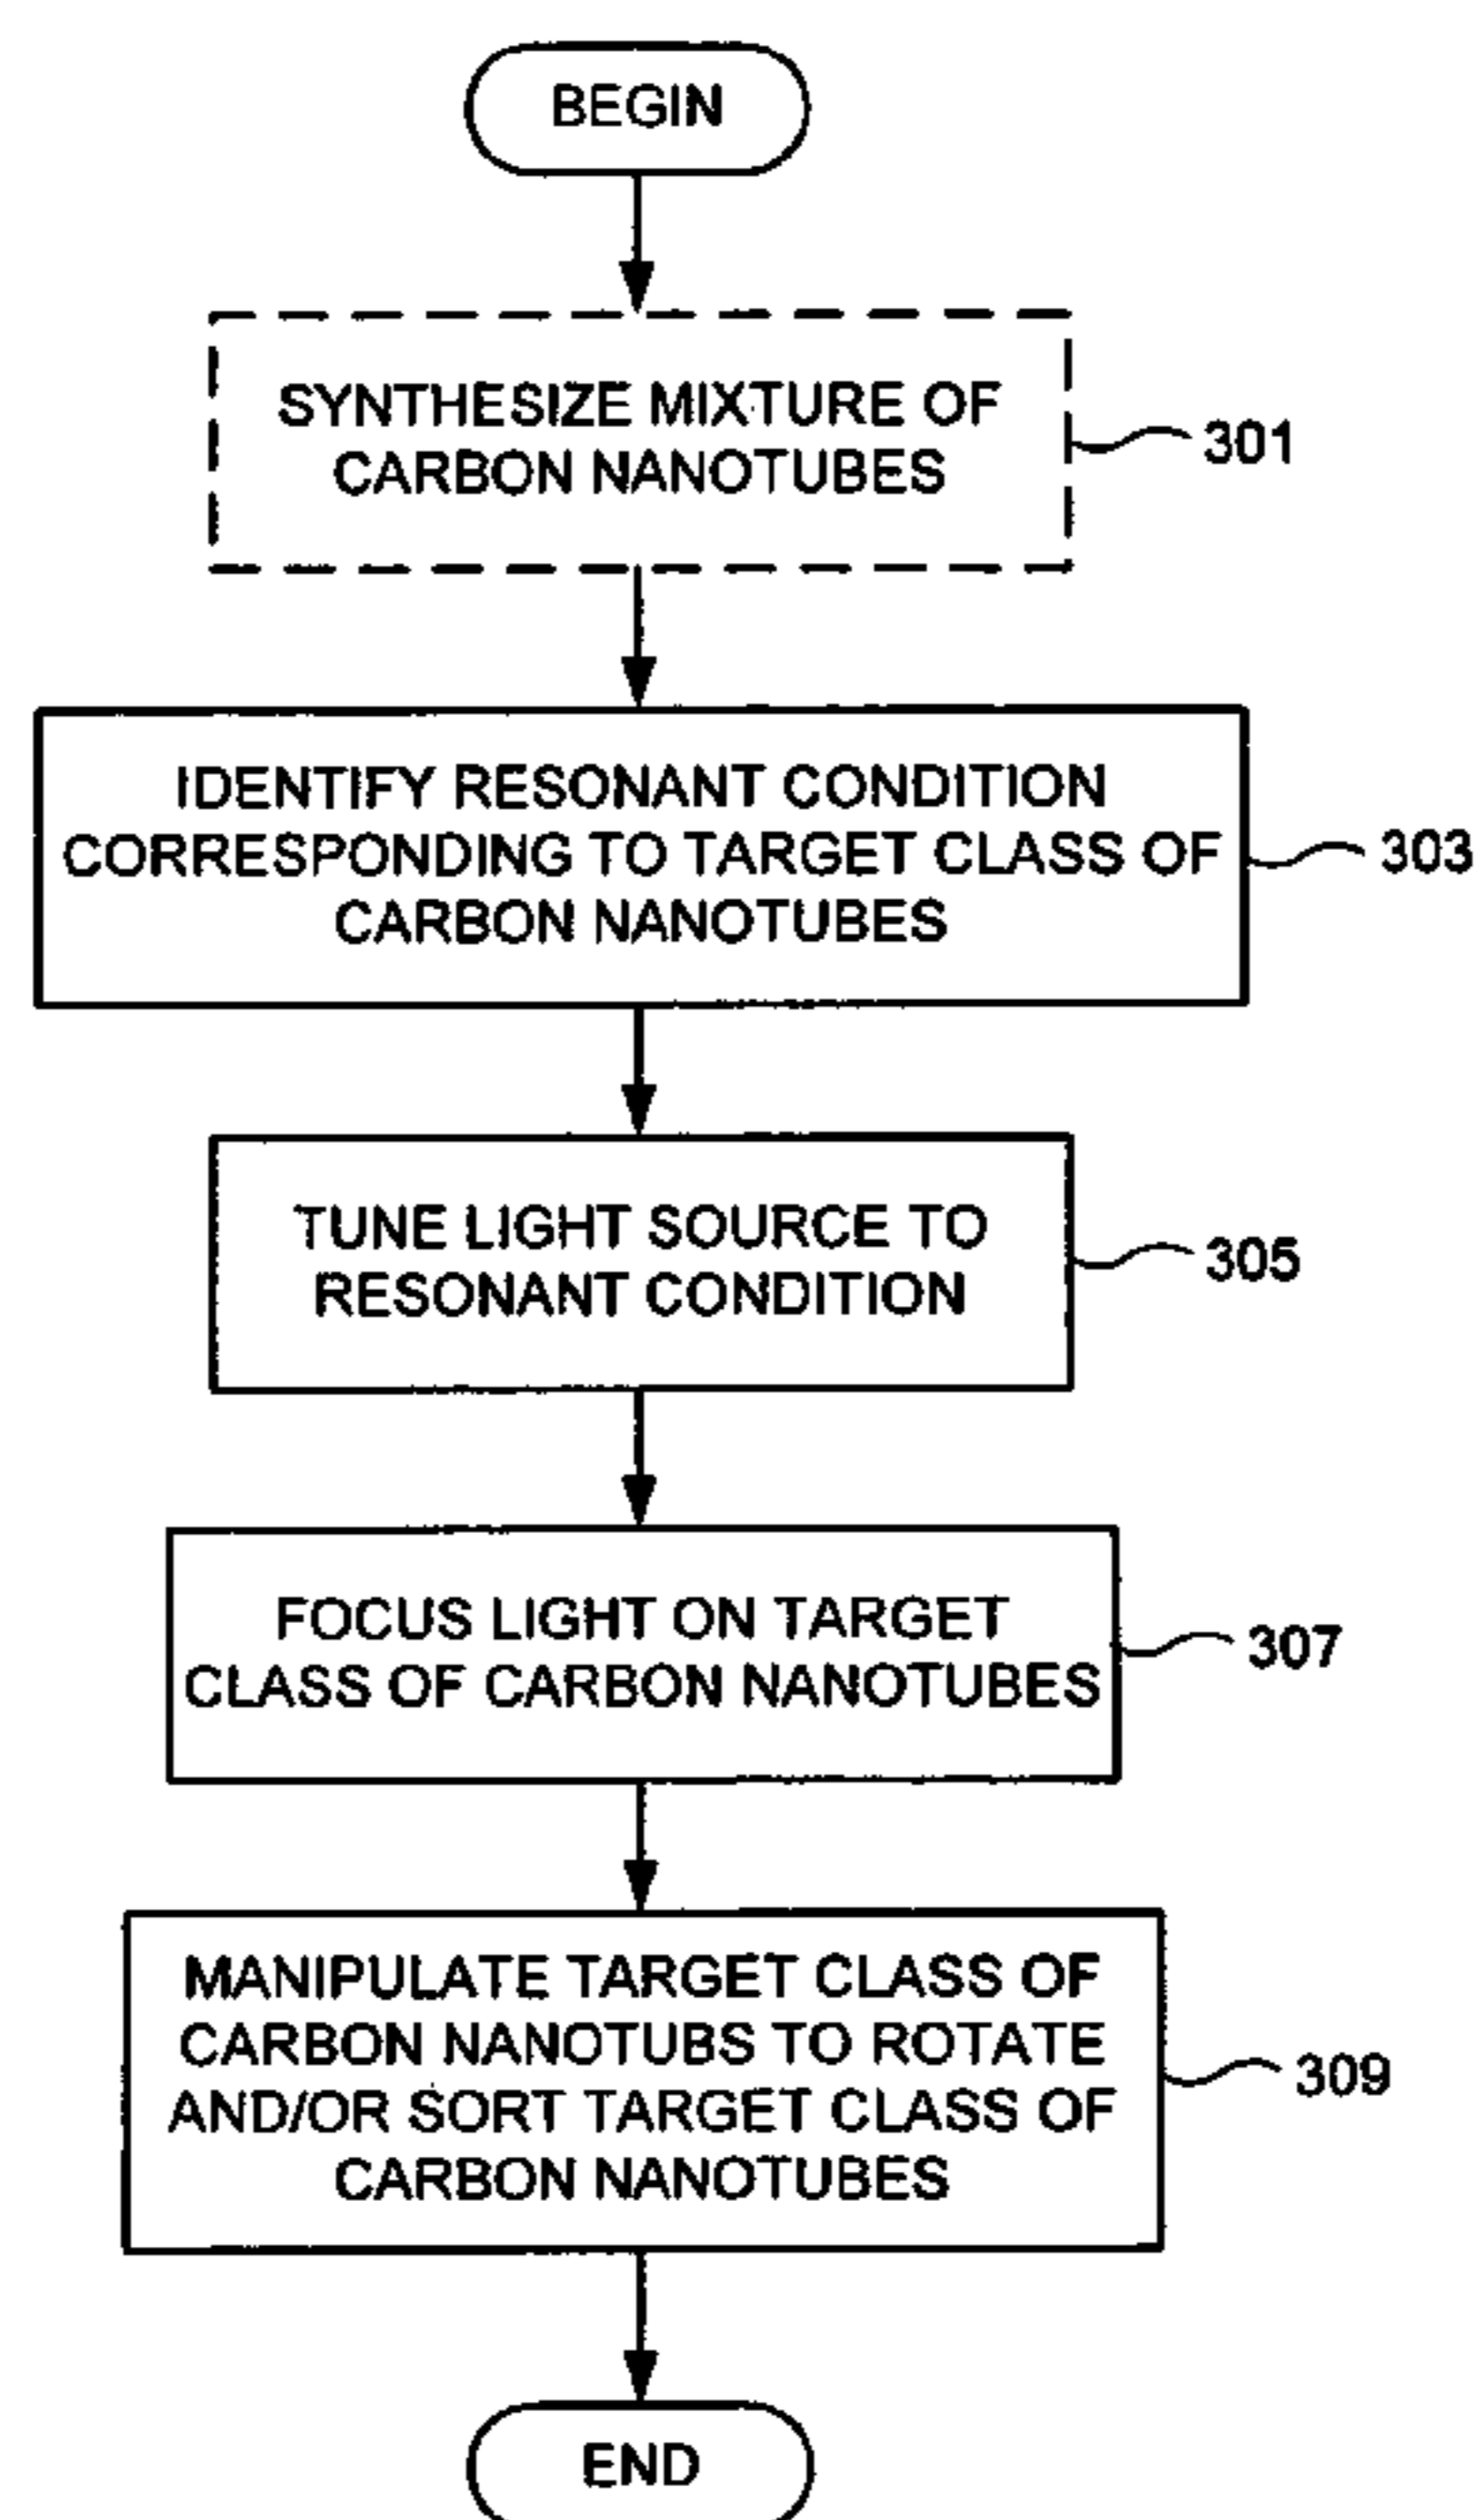 BEGIN
SYNTHESIZE MIXTURE OF
CARBON NANOTUBES
301
IDENTIFY RESONANT CONDITION
CORRESPONDING TO TARGET CLASS OF
CARBON NANOTUBES
303
TUNE LIGHT SOURCE TO
RESONANT CONDITION
305
FOCUS LIGHT ON TARGET
CLASS OF CARBON NANOTUBES
307
MANIPULATE TARGET CLASS OF
CARBON NANOTUBS TO ROTATE
AND/OR SORT TARGET CLASS OF
CARBON NANOTUBES
309
END